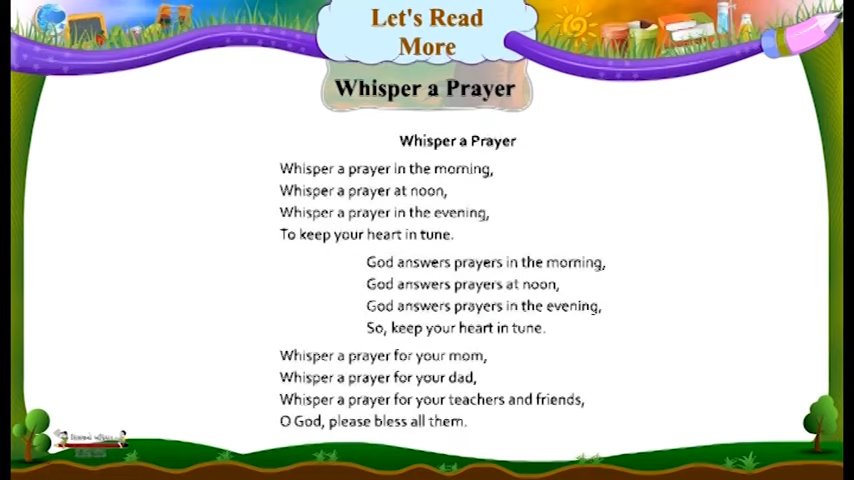 Let's Read
More
Whisper a Prayer
Whisper a Prayer
Whisper a prayer in the morning,
Whisper a prayer at noon,
Whisper a prayer in the evening,
To keep your heart in tune.
God answers prayers in the morning,
God answers prayers at noon,
God answers prayers in the evening,
So, keep your heart in tune.
Whisper a prayer for your mom,
Whisper a prayer for your dad,
Whisper a prayer for your teachers and friends,
O God, please bless all them.